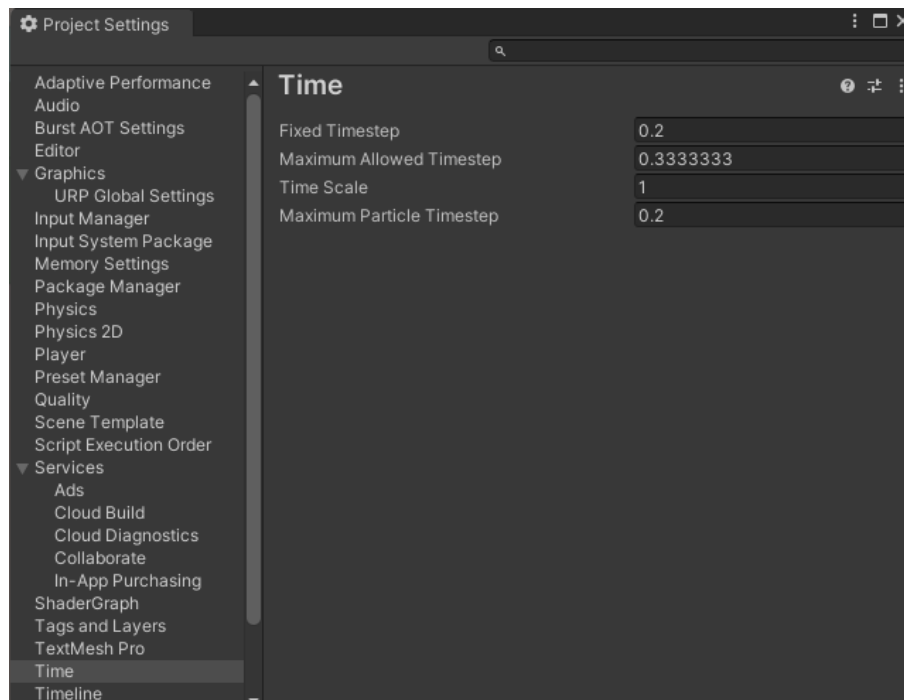 Project Settings
Adaptive Performance
Audio
Burst AOT Settings
Editor
Graphics
URP Global Settings
Input Manager
Input System Package
Memory Settings
Package Manager
Physics
Physics 2D
Player
Preset Manager
Quality
Scene Template
Script Execution Order
Services
Ads
Cloud Build
Cloud Diagnostics
Collaborate
In-App Purchasing
ShaderGraph
Tags and Layers
TextMesh Pro
Time
Timeline
Time
Fixed Timestep 0.2
Maximum Allowed Timestep 0.3333333
Time Scale 1
Maximum Particle Timestep 0.2